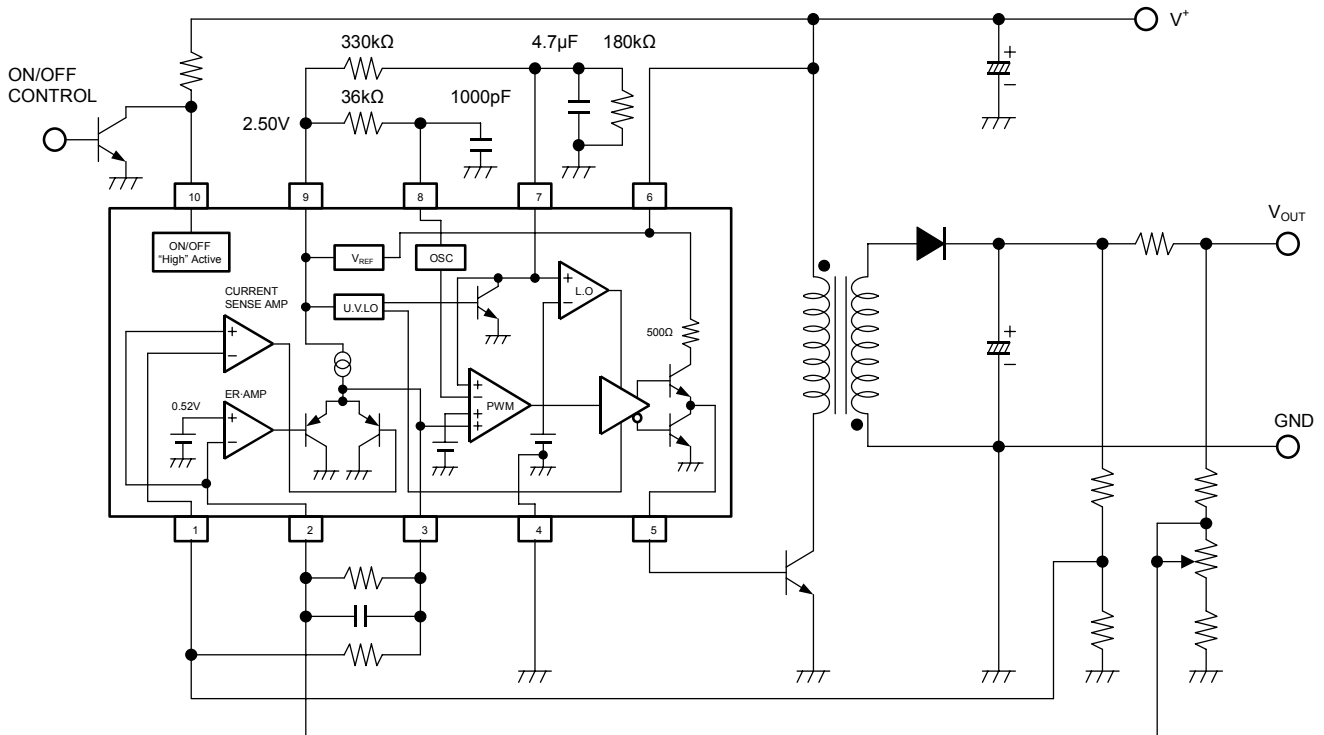 V+
330kΩ
4.7µF
180kΩ
ON/OFF
CONTROL
36kΩ
1000pF
2.50V
10
9
8
7
6
ON/OFF
"High" Active
VREF
OSC
U.V.LO
L.O
VOUT
CURRENT
SENSE AMP
+
−
+
−
500Ω
ER·AMP
0.52V
+
−
+
−
+
+
PWM
GND
1
2
3
4
5
+
−
+
−